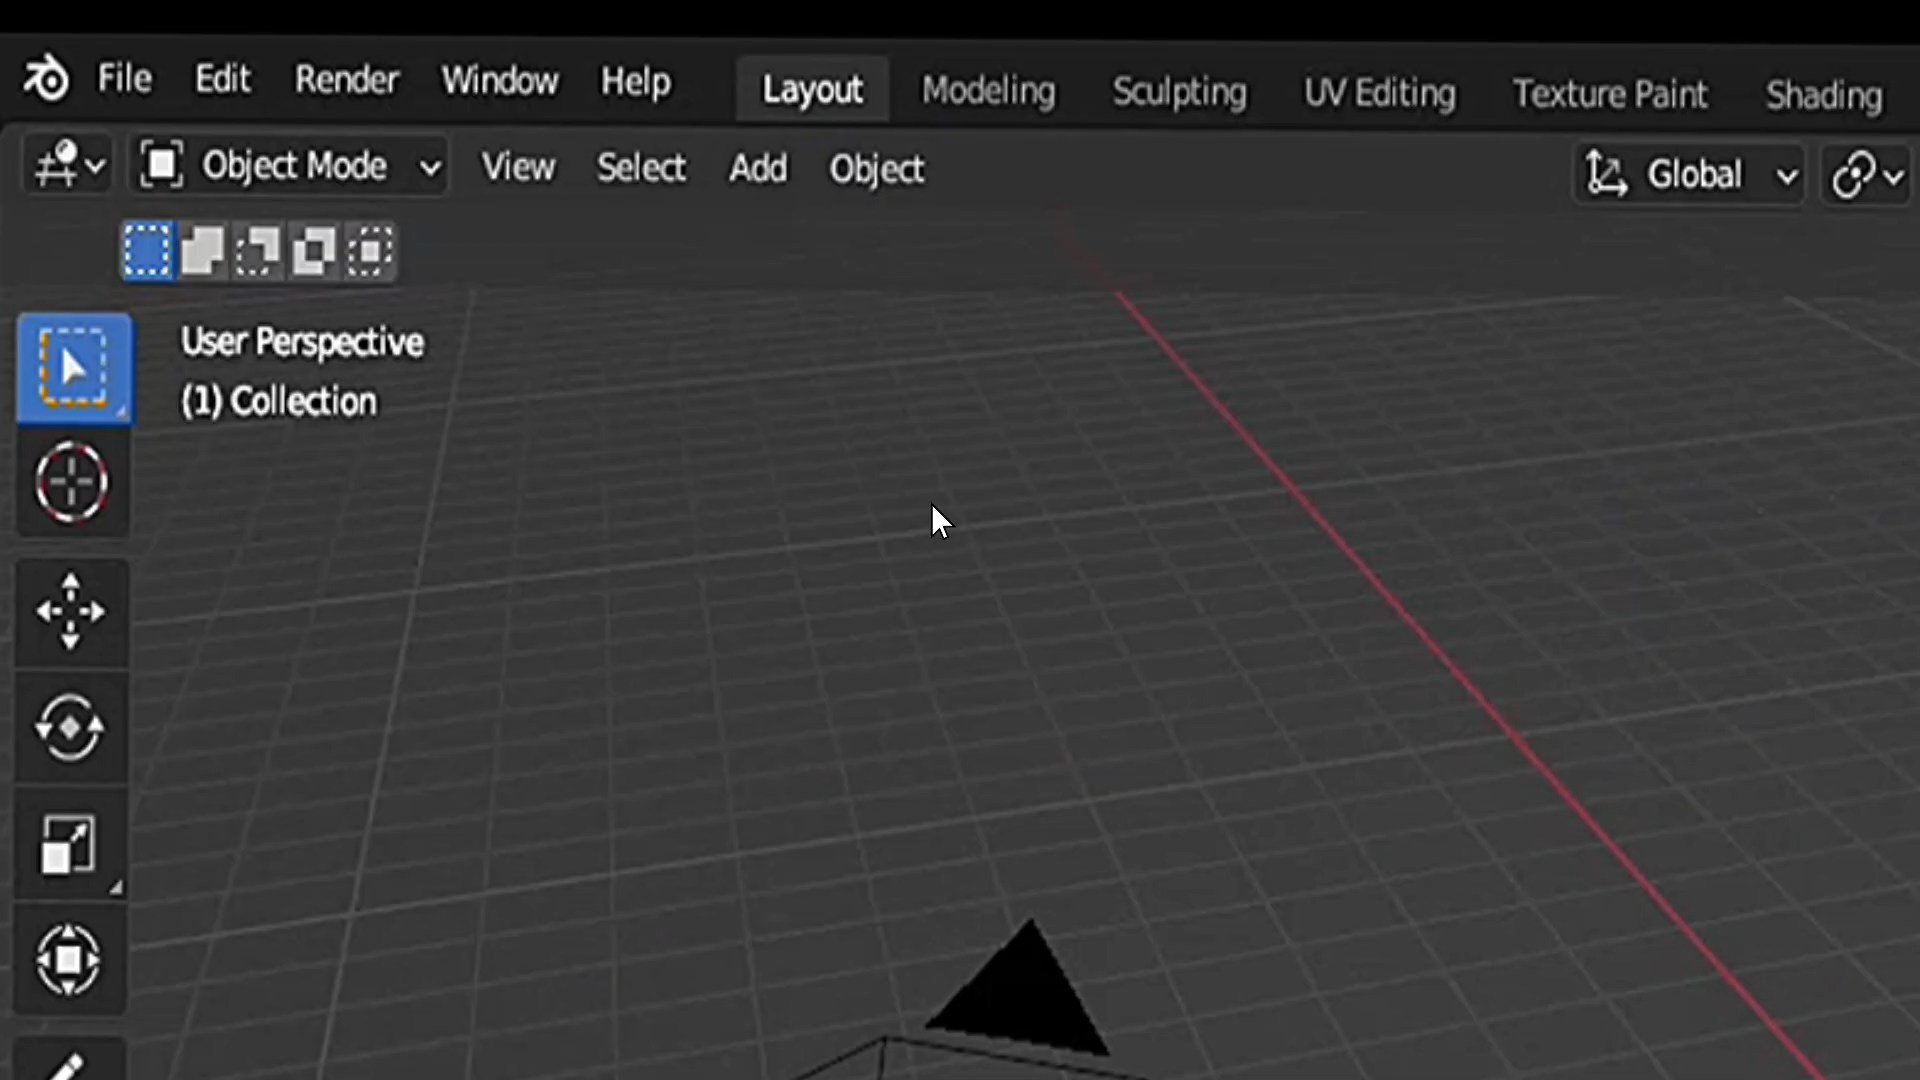 File Edit Render Window Help Layout Modeling Sculpting UV Editing Texture Paint Shading
Object Mode View Select Add Object Global
User Perspective
(1) Collection